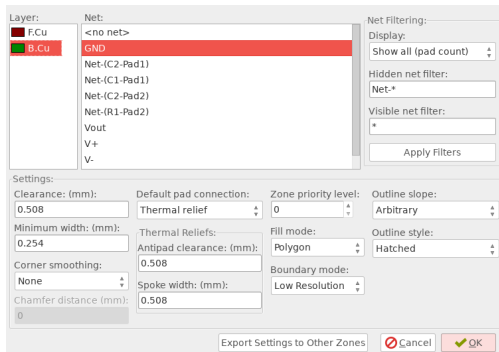 Layer:
F.Cu
B.Cu
Net:
<no net>
GND
Net-(C2-Pad1)
Net-(C1-Pad1)
Net-(C2-Pad2)
Net-(R1-Pad2)
Vout
V+
V-
Net Filtering:
Display:
Show all (pad count)
Hidden net filter:
Net-*
Visible net filter:
*
Apply Filters
Settings:
Clearance: (mm):
0.508
Minimum width: (mm):
0.254
Corner smoothing:
None
Chamfer distance (mm):
0
Default pad connection:
Thermal relief
Thermal Reliefs:
Antipad clearance: (mm):
0.508
Spoke width: (mm):
0.508
Zone priority level:
0
Fill mode:
Polygon
Boundary mode:
Low Resolution
Outline slope:
Arbitrary
Outline style:
Hatched
Export Settings to Other Zones
Cancel
OK